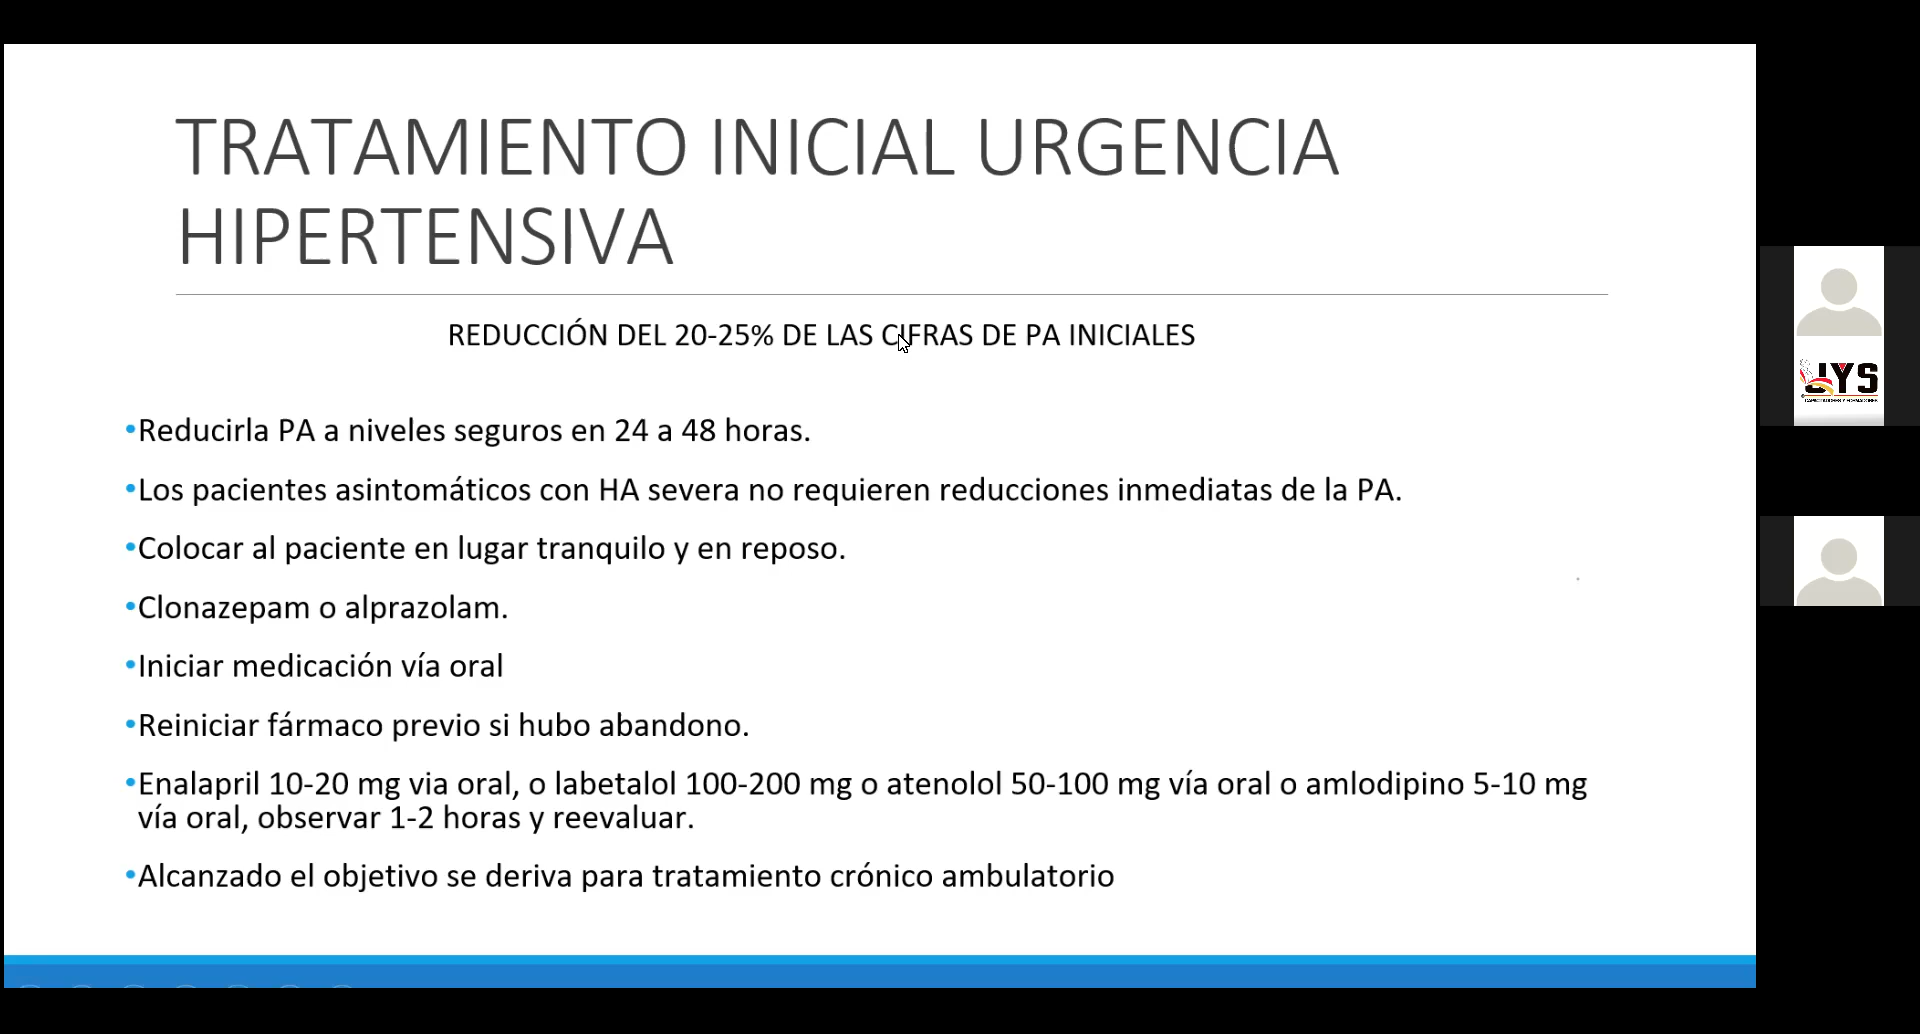 TRATAMIENTO INICIAL URGENCIA
HIPERTENSIVA
REDUCCIÓN DEL 20-25% DE LAS CIFRAS DE PA INICIALES
•Reducirla PA a niveles seguros en 24 a 48 horas.
•Los pacientes asintomáticos con HA severa no requieren reducciones inmediatas de la PA.
•Colocar al paciente en lugar tranquilo y en reposo.
•Clonazepam o alprazolam.
•Iniciar medicación vía oral
•Reiniciar fármaco previo si hubo abandono.
•Enalapril 10-20 mg via oral, o labetalol 100-200 mg o atenolol 50-100 mg vía oral o amlodipino 5-10 mg
vía oral, observar 1-2 horas y reevaluar.
•Alcanzado el objetivo se deriva para tratamiento crónico ambulatorio
JYS